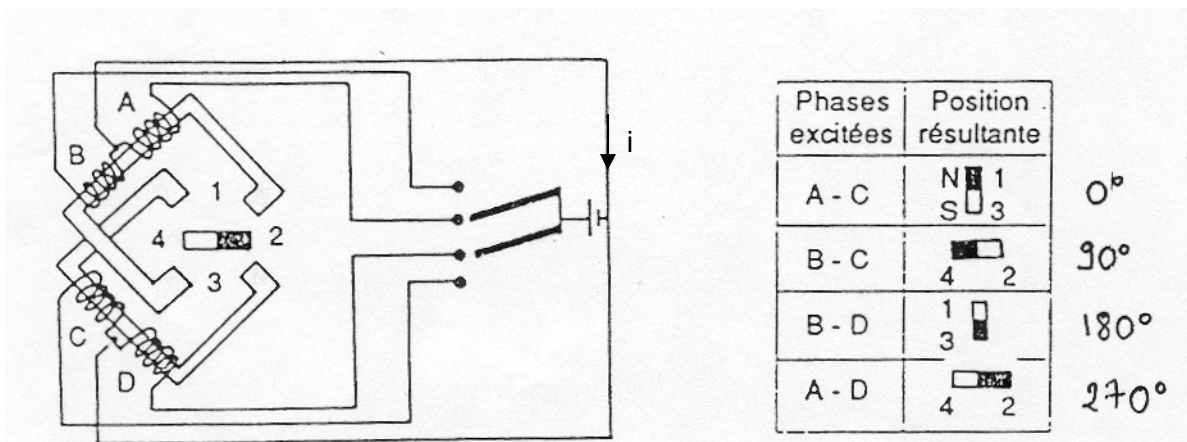 A
B
1
4 2
3
C
D
i
Phases excitées Position résultante
A - C N 1 S 3 0°
B - C 4 2 90°
B - D 1 3 180°
A - D 4 2 270°